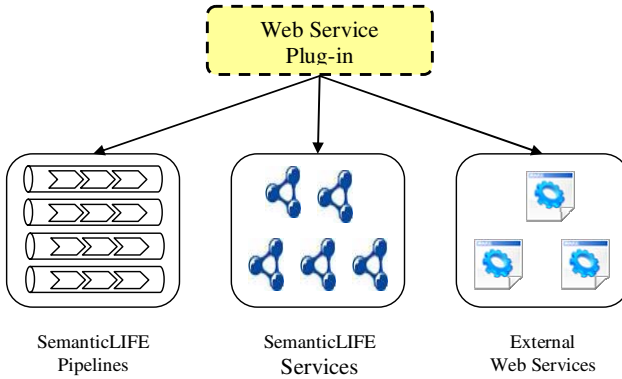 Web Service
Plug-in
SemanticLIFE
Pipelines
SemanticLIFE
Services
External
Web Services